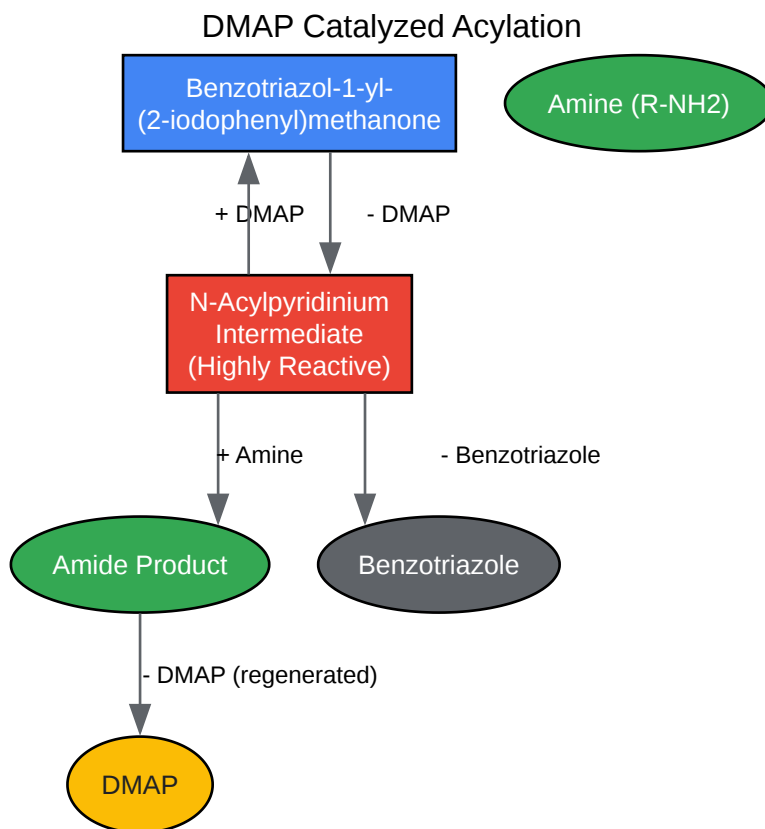 DMAP Catalyzed Acylation
Benzotriazol-1-yl-
(2-iodophenyl)methanone
Amine (R-NH2)
+ DMAP
- DMAP
N-Acylpyridinium
Intermediate
(Highly Reactive)
+ Amine
- Benzotriazole
Amide Product
Benzotriazole
- DMAP (regenerated)
DMAP